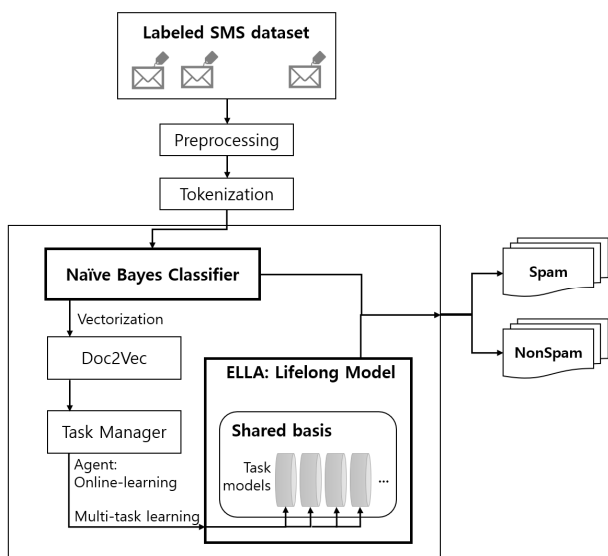 Labeled SMS dataset
Preprocessing
Tokenization
Naïve Bayes Classifier
Vectorization
Doc2Vec
Task Manager
Agent:
Online-learning
Multi-task learning
ELLA: Lifelong Model
Shared basis
Task
models
...
Spam
NonSpam